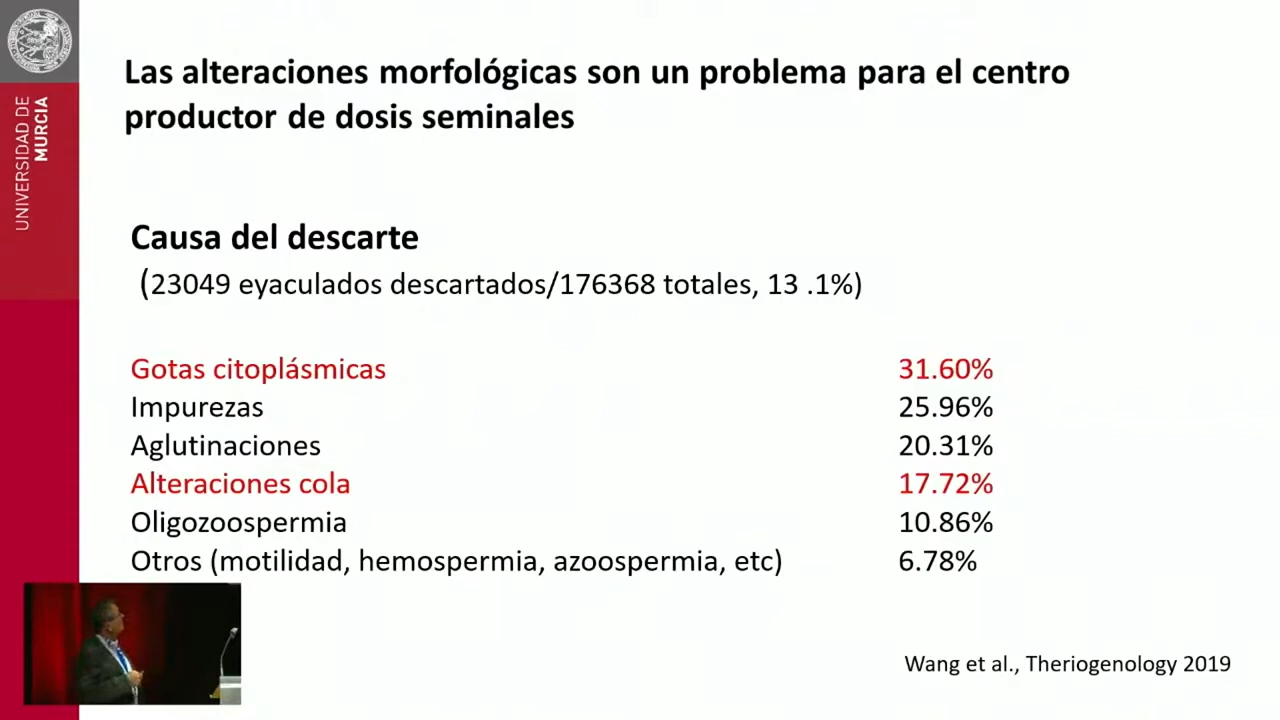 UNIVERSIDAD DE
MURCIA
Las alteraciones morfológicas son un problema para el centro
productor de dosis seminales
Causa del descarte
(23049 eyaculados descartados/176368 totales, 13 .1%)
Gotas citoplásmicas 31.60%
Impurezas 25.96%
Aglutinaciones 20.31%
Alteraciones cola 17.72%
Oligozoospermia 10.86%
Otros (motilidad, hemospermia, azoospermia, etc) 6.78%
Wang et al., Theriogenology 2019